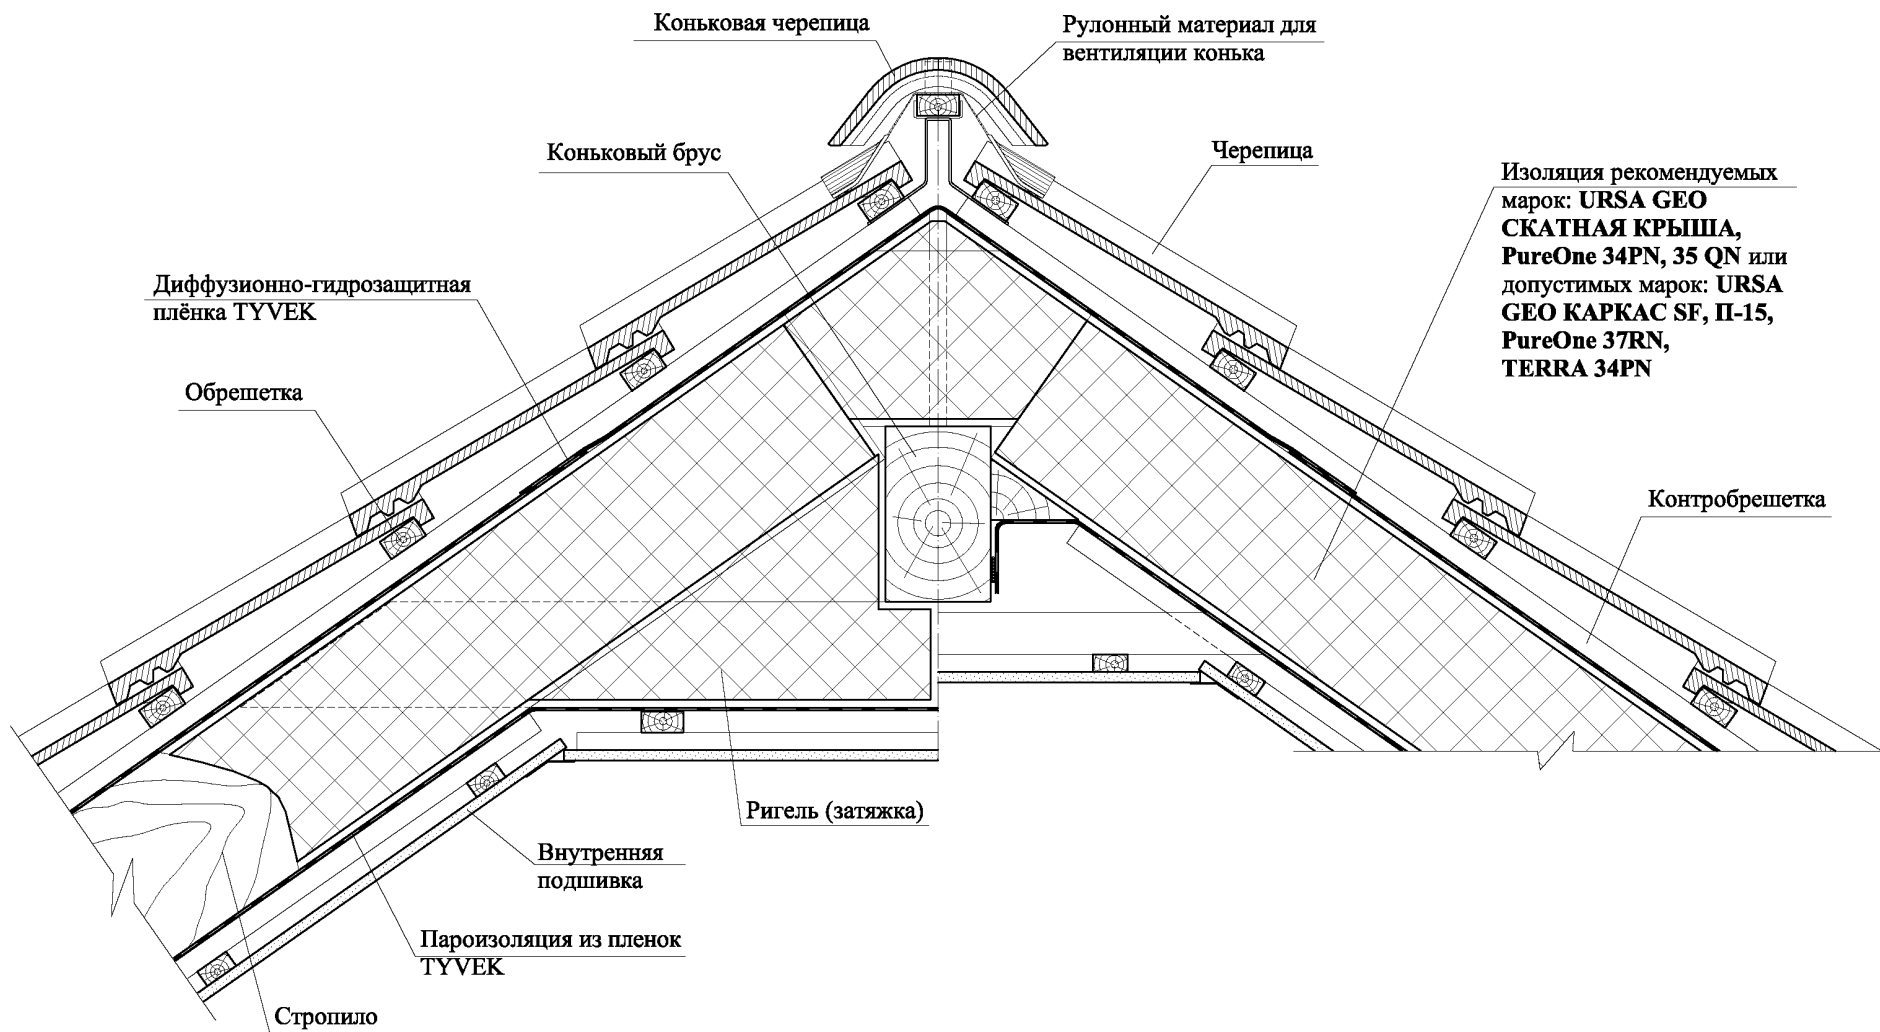 Коньковая черепица
Рулонный материал для
вентиляции конька
Коньковый брус
Черепица
Изоляция рекомендуемых
марок: URSA GEO
СКАТНАЯ КРЫША,
PureOne 34PN, 35 QN или
допустимых марок: URSA
GEO КАРКАС SF, П-15,
PureOne 37RN,
TERRA 34PN
Диффузионно-гидрозащитная
плёнка TYVEK
Обрешетка
Контробрешетка
Ригель (затяжка)
Внутренняя
подшивка
Пароизоляция из пленок
TYVEK
Стропило